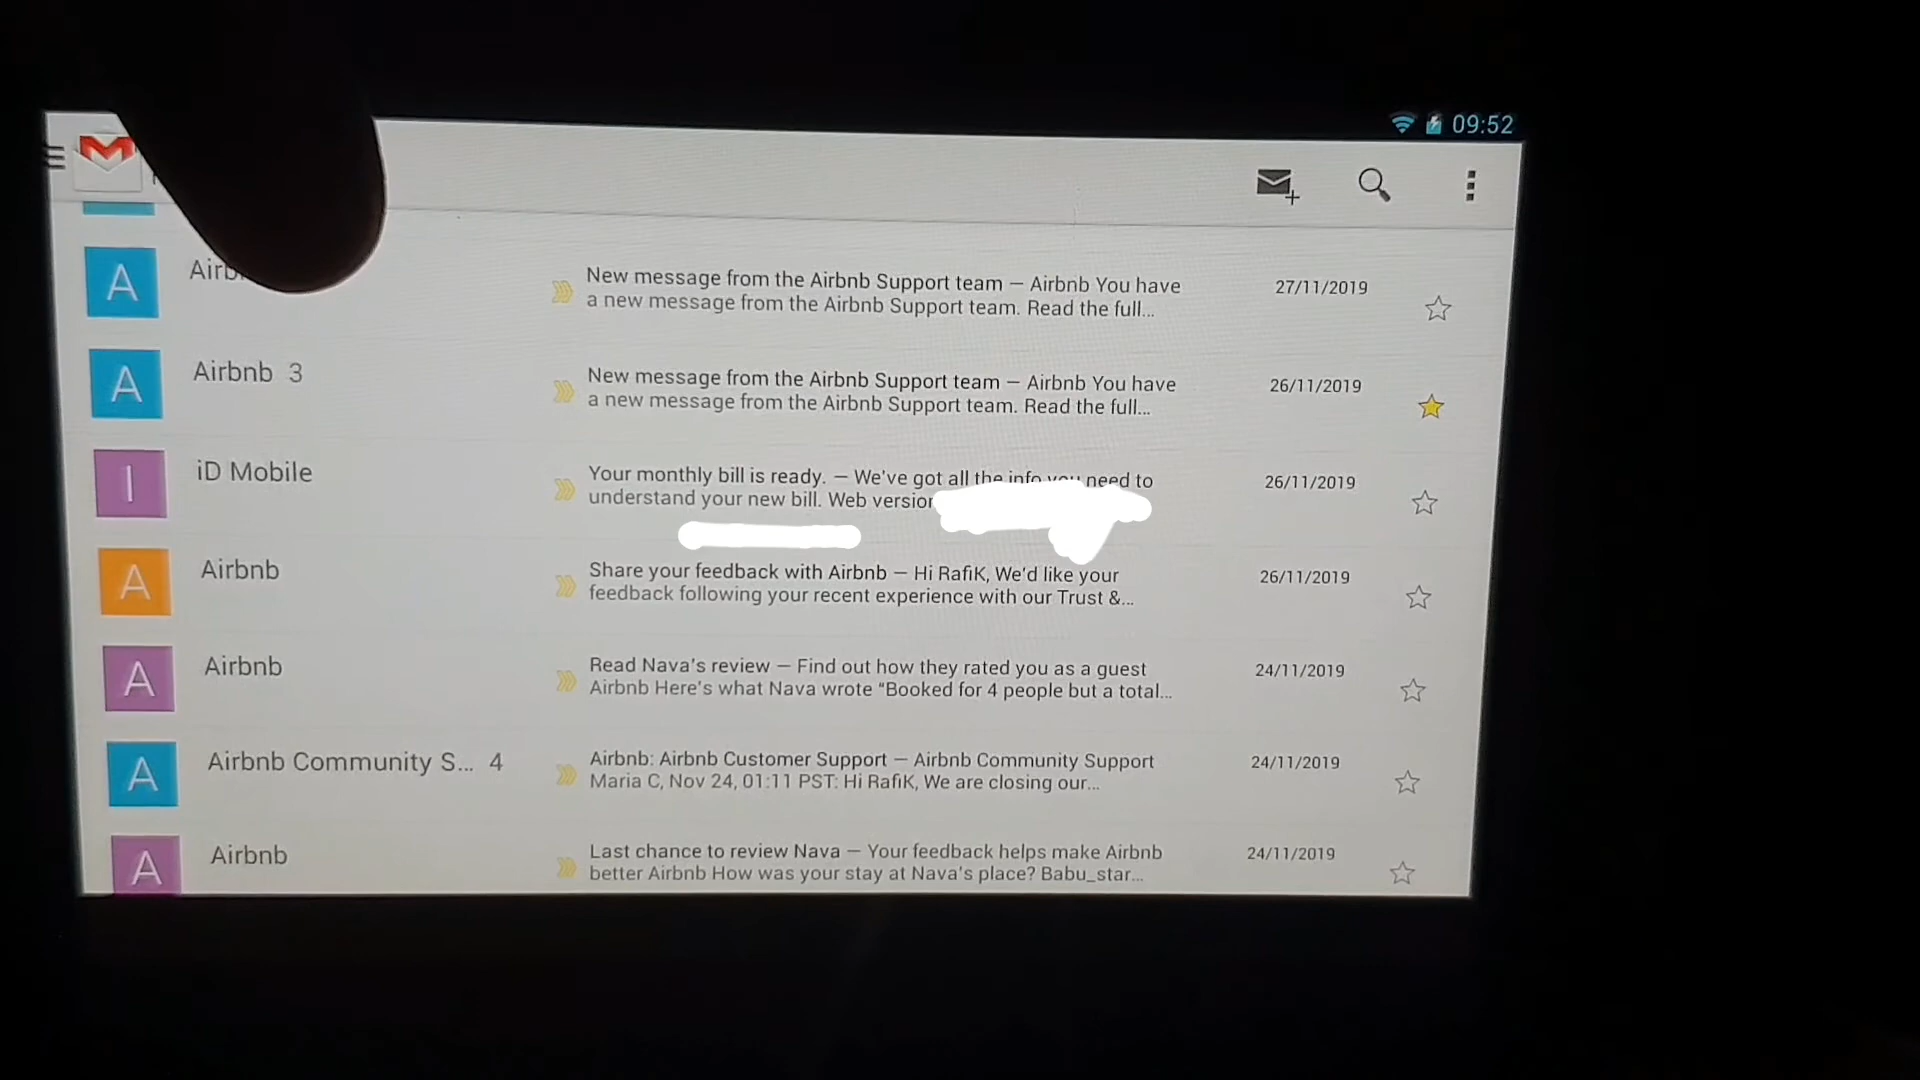 09:52
New message from the Airbnb Support team — Airbnb You have
a new message from the Airbnb Support team. Read the full...
27/11/2019
Airbnb 3
New message from the Airbnb Support team — Airbnb You have
a new message from the Airbnb Support team. Read the full...
26/11/2019
iD Mobile
Your monthly bill is ready. — We've got all the info you need to
understand your new bill. Web version
26/11/2019
Airbnb
Share your feedback with Airbnb — Hi RafiK, We'd like your
feedback following your recent experience with our Trust &...
26/11/2019
Airbnb
Read Nava's review — Find out how they rated you as a guest
Airbnb Here's what Nava wrote “Booked for 4 people but a total...
24/11/2019
Airbnb Community S... 4
Airbnb: Airbnb Customer Support — Airbnb Community Support
Maria C, Nov 24, 01:11 PST: Hi RafiK, We are closing our...
24/11/2019
Airbnb
Last chance to review Nava — Your feedback helps make Airbnb
better Airbnb How was your stay at Nava's place? Babu_star...
24/11/2019